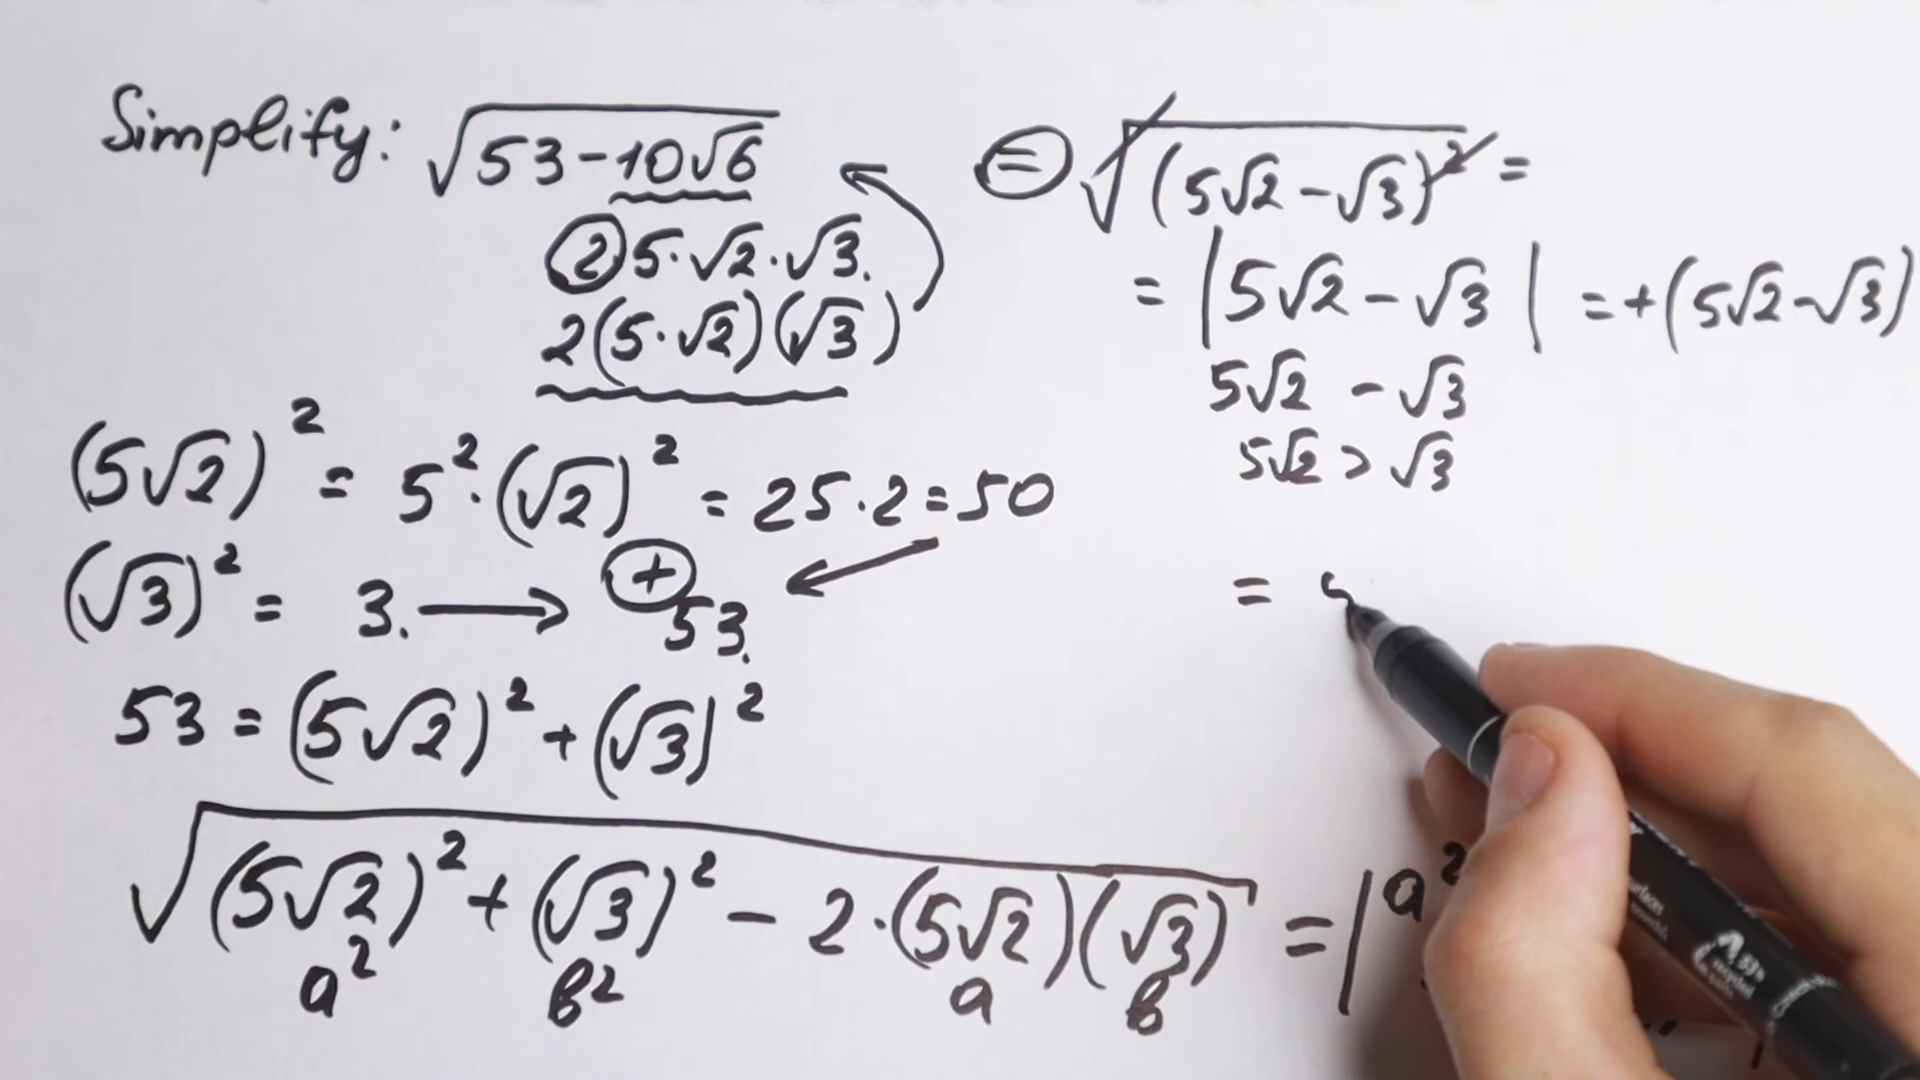 Simplify: √(53-10√6)
② 5·√2·√3.
2(5·√2)(√3)
(5√2)² = 5²·(√2)² = 25·2=50
(√3)² = 3. → ⊕ 53.
53 = (5√2)² + (√3)²
√((5√2)² + (√3)² - 2·(5√2)(√3)) = | a²
a² b² a b
⊜ √((5√2-√3)²) =
= |5√2-√3| = +(5√2-√3)
5√2 - √3
5√2 > √3
=